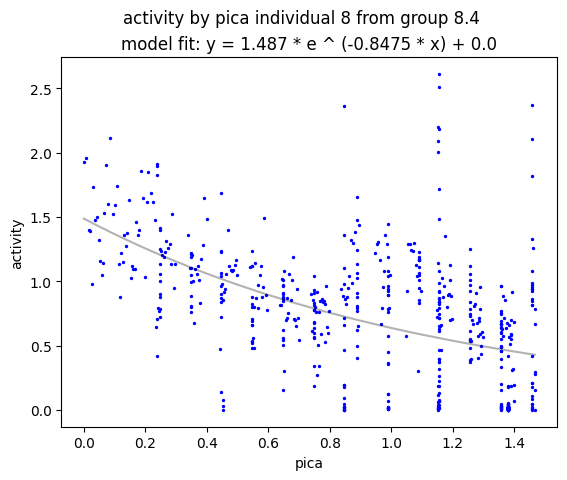 activity by pica individual 8 from group 8.4
model fit: y = 1.487 * e ^ (-0.8475 * x) + 0.0
activity
2.5
2.0
1.5
1.0
0.5
0.0
0.0 0.2 0.4 0.6 0.8 1.0 1.2 1.4
pica